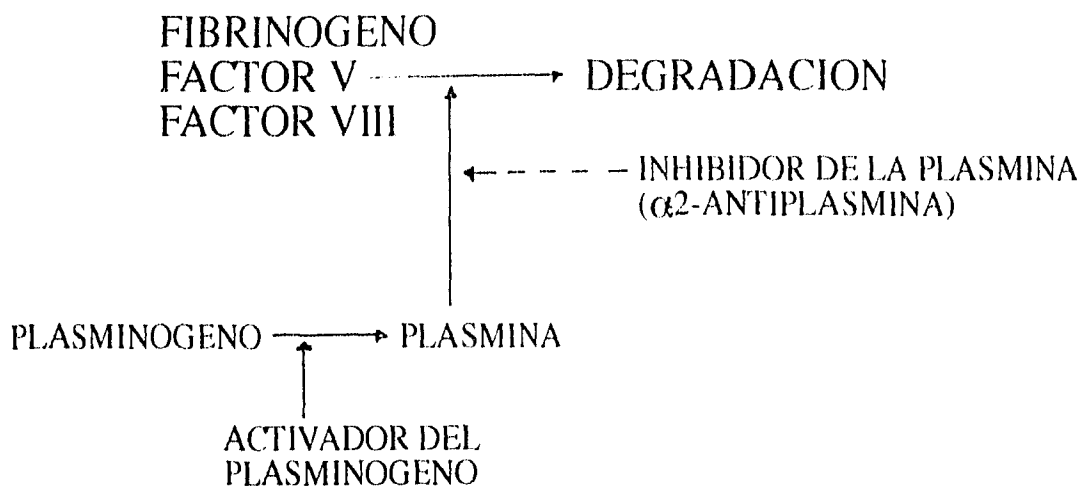 FIBRINOGENO
FACTOR V
DEGRADACION
FACTOR VIII
INHIBIDOR DE LA PLASMINA
(α2-ANTIPLASMINA)
PLASMINOGENO
PLASMINA
ACTIVADOR DEL
PLASMINOGENO